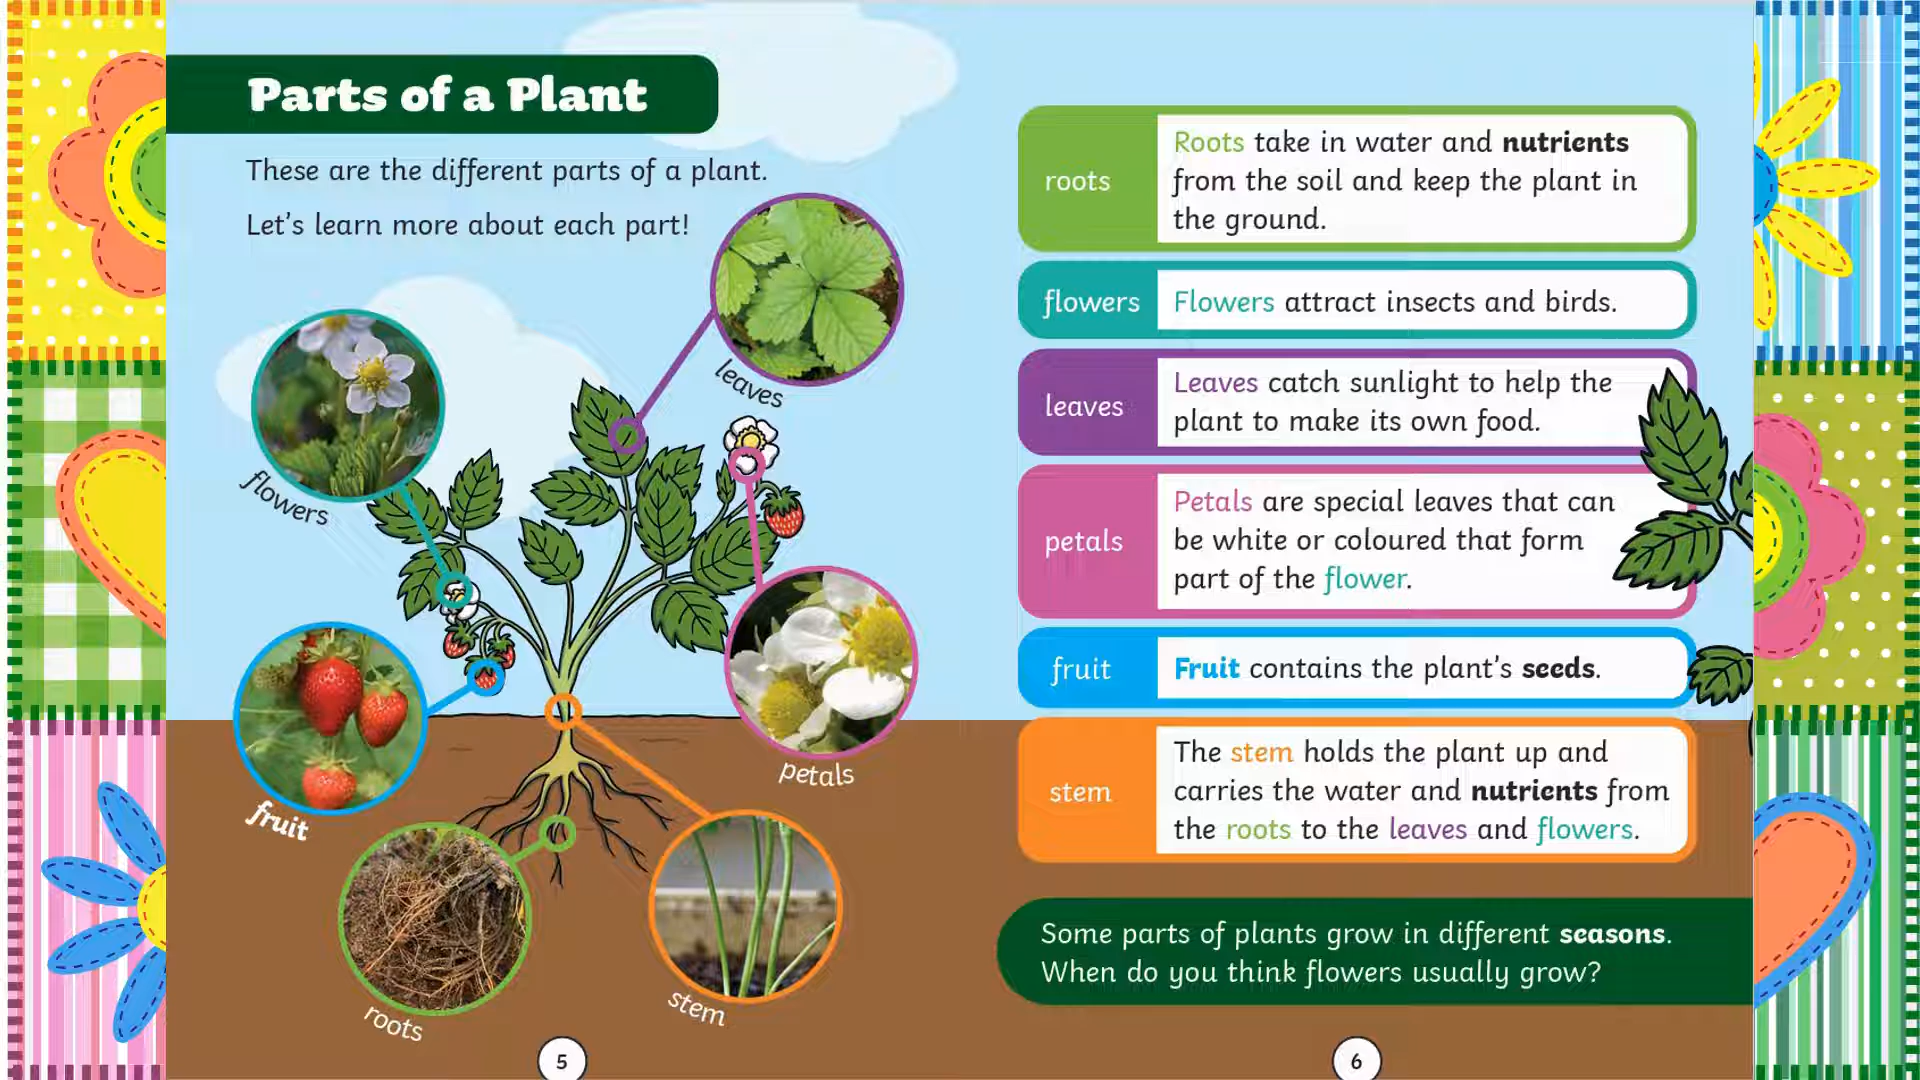 Parts of a Plant
These are the different parts of a plant.
Let's learn more about each part!
leaves
flowers
fruit
petals
roots
stem
5
roots
Roots take in water and nutrients
from the soil and keep the plant in
the ground.
flowers
Flowers attract insects and birds.
leaves
Leaves catch sunlight to help the
plant to make its own food.
petals
Petals are special leaves that can
be white or coloured that form
part of the flower.
fruit
Fruit contains the plant's seeds.
stem
The stem holds the plant up and
carries the water and nutrients from
the roots to the leaves and flowers.
Some parts of plants grow in different seasons.
When do you think flowers usually grow?
6